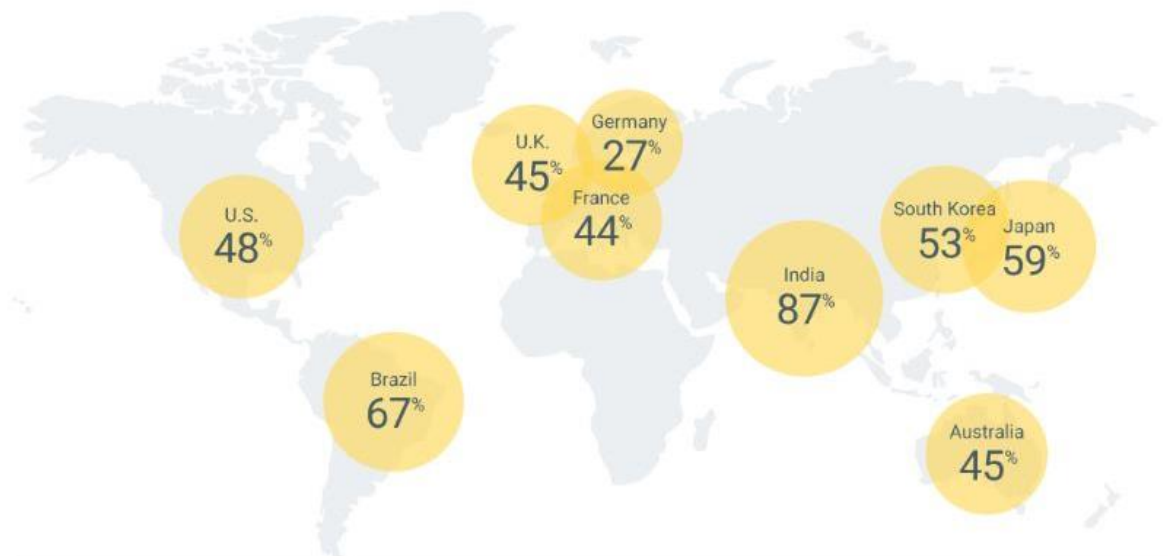 Germany
27%
U.K.
45%
France
44%
U.S.
48%
South Korea
53%
Japan
59%
India
87%
Brazil
67%
Australia
45%